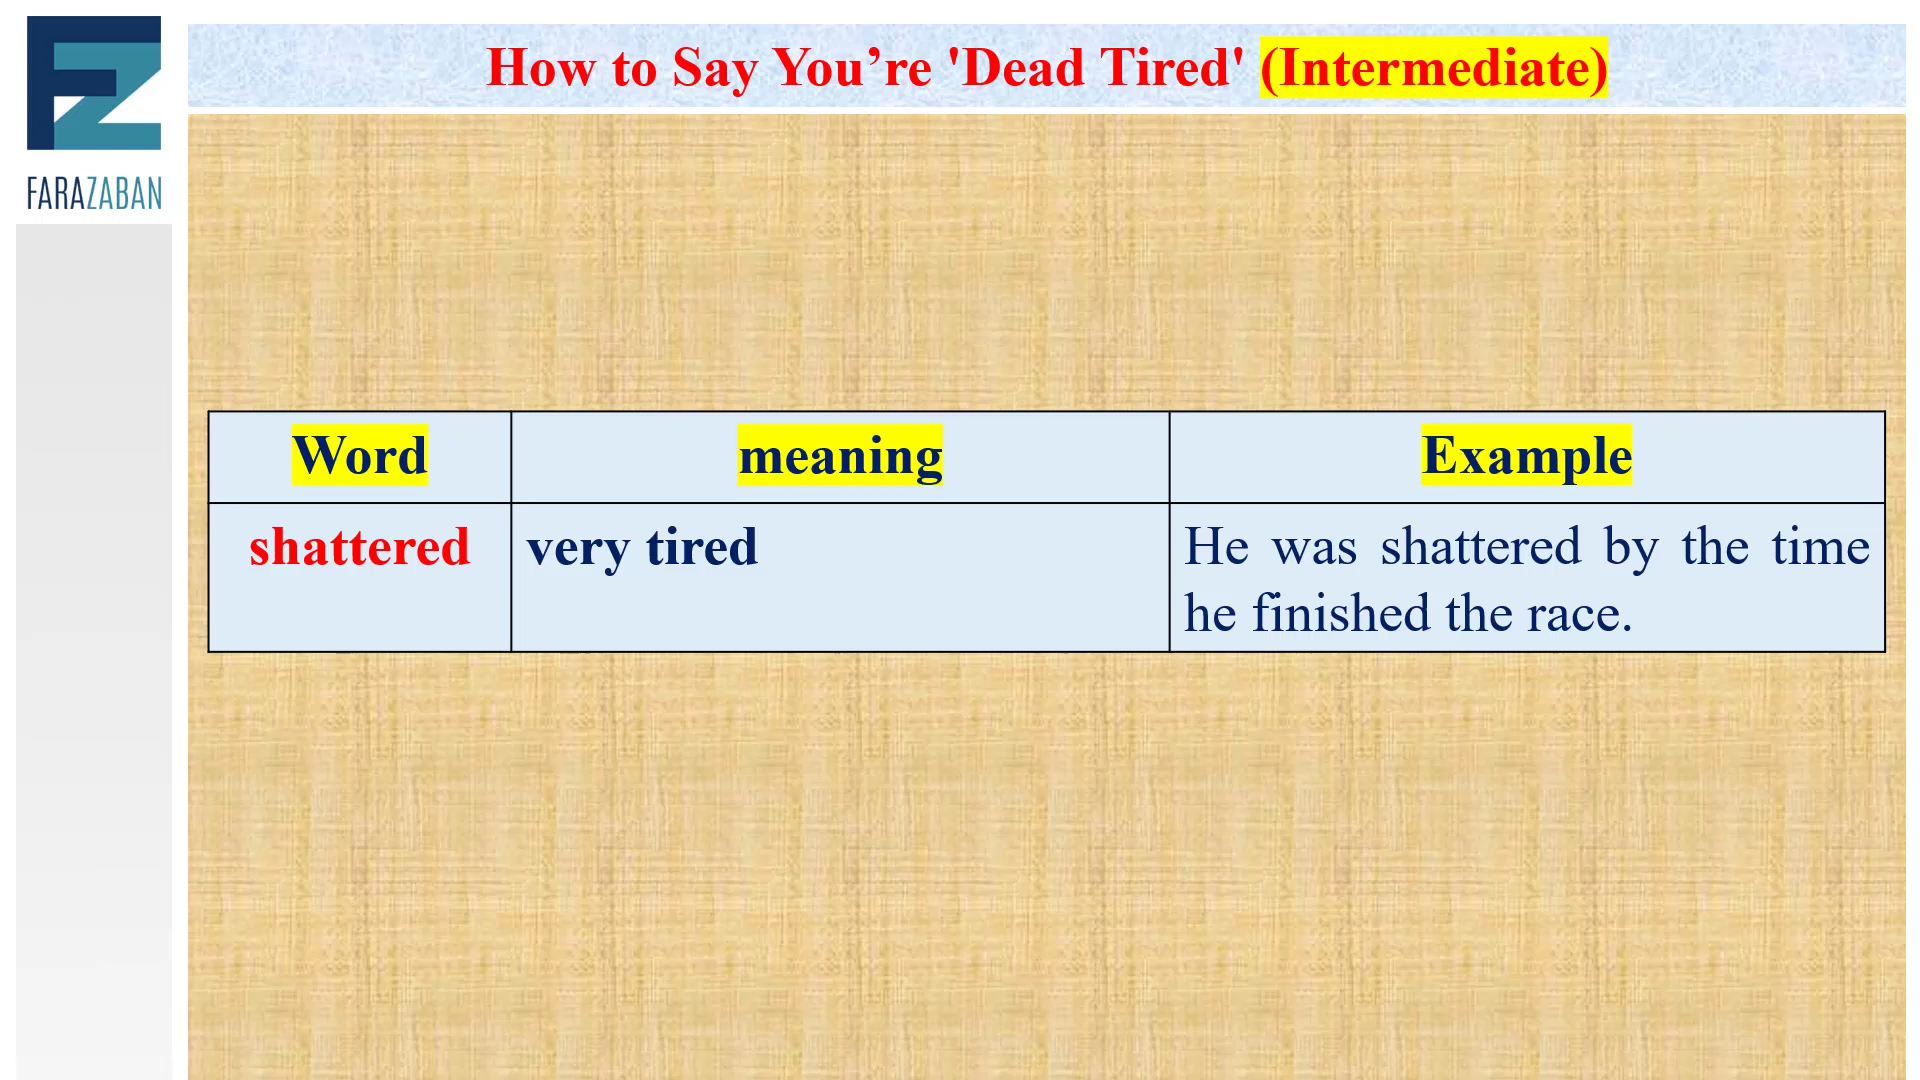 FARAZABAN
How to Say You’re 'Dead Tired' (Intermediate)
Word meaning Example
shattered very tired He was shattered by the time
he finished the race.